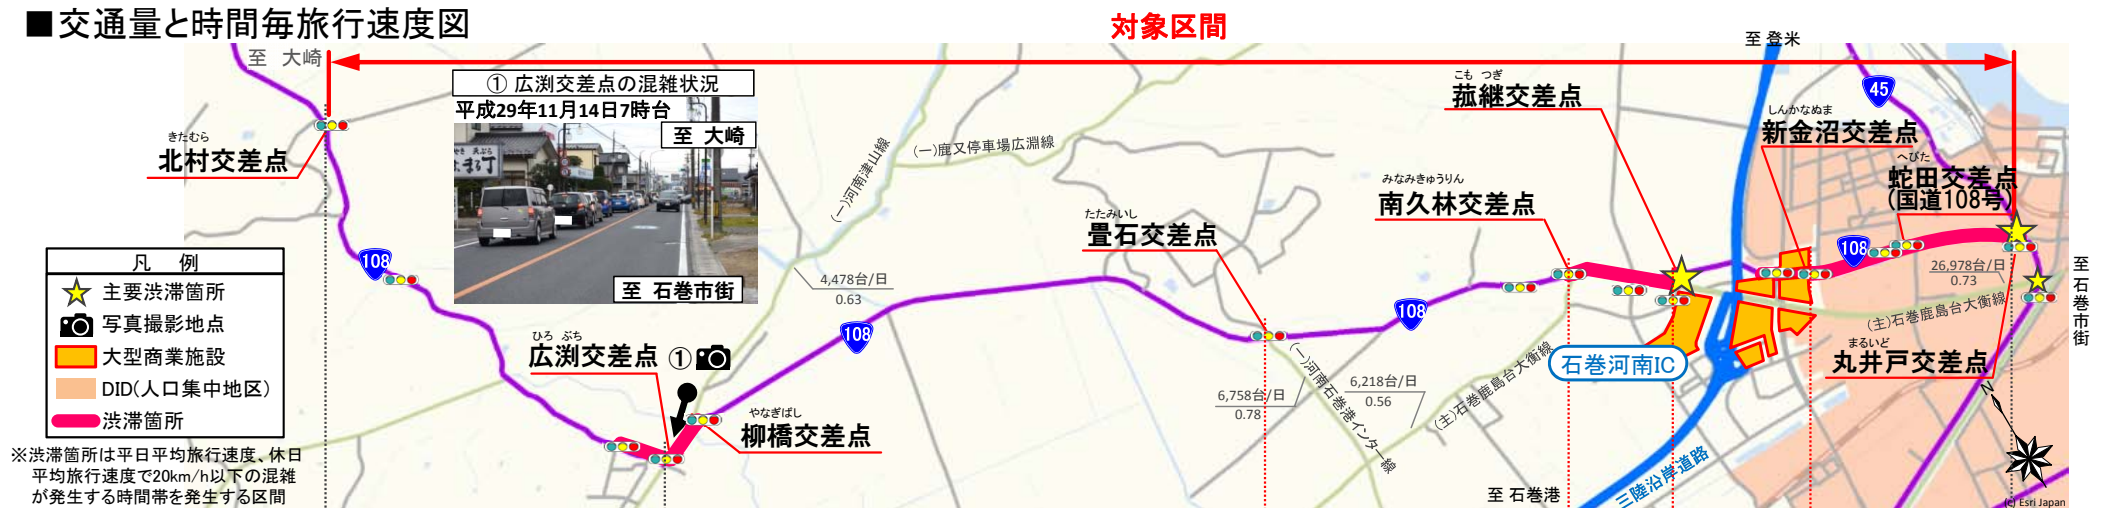 ■交通量と時間毎旅行速度図
対象区間
至 大崎
至 登米
① 広渕交差点の混雑状況
平成29年11月14日7時台
至 大崎
至 石巻市街
きたむら
北村交差点
(一)河南津山線
(一)鹿又停車場広淵線
こも つぎ
菰継交差点
45
しんかなぬま
新金沼交差点
へびた
蛇田交差点
(国道108号)
みなみきゅうりん
南久林交差点
たたみいし
畳石交差点
108
108
108
108
4,478台/日
0.63
26,978台/日
0.73
至石巻市街
凡 例
主要渋滞箇所
写真撮影地点
大型商業施設
DID(人口集中地区)
渋滞箇所
※渋滞箇所は平日平均旅行速度、休日
平均旅行速度で20km/h以下の混雑
が発生する時間帯を発生する区間
ひろ ぶち
広渕交差点 ①
やなぎばし
柳橋交差点
6,758台/日
0.78
(一)河南石巻港インター線
6,218台/日
0.56
(主)石巻鹿島台大衡線
石巻河南IC
(主)石巻鹿島台大衡線
まるいど
丸井戸交差点
N
至 石巻港
三陸沿岸道路
(c) Esri Japan